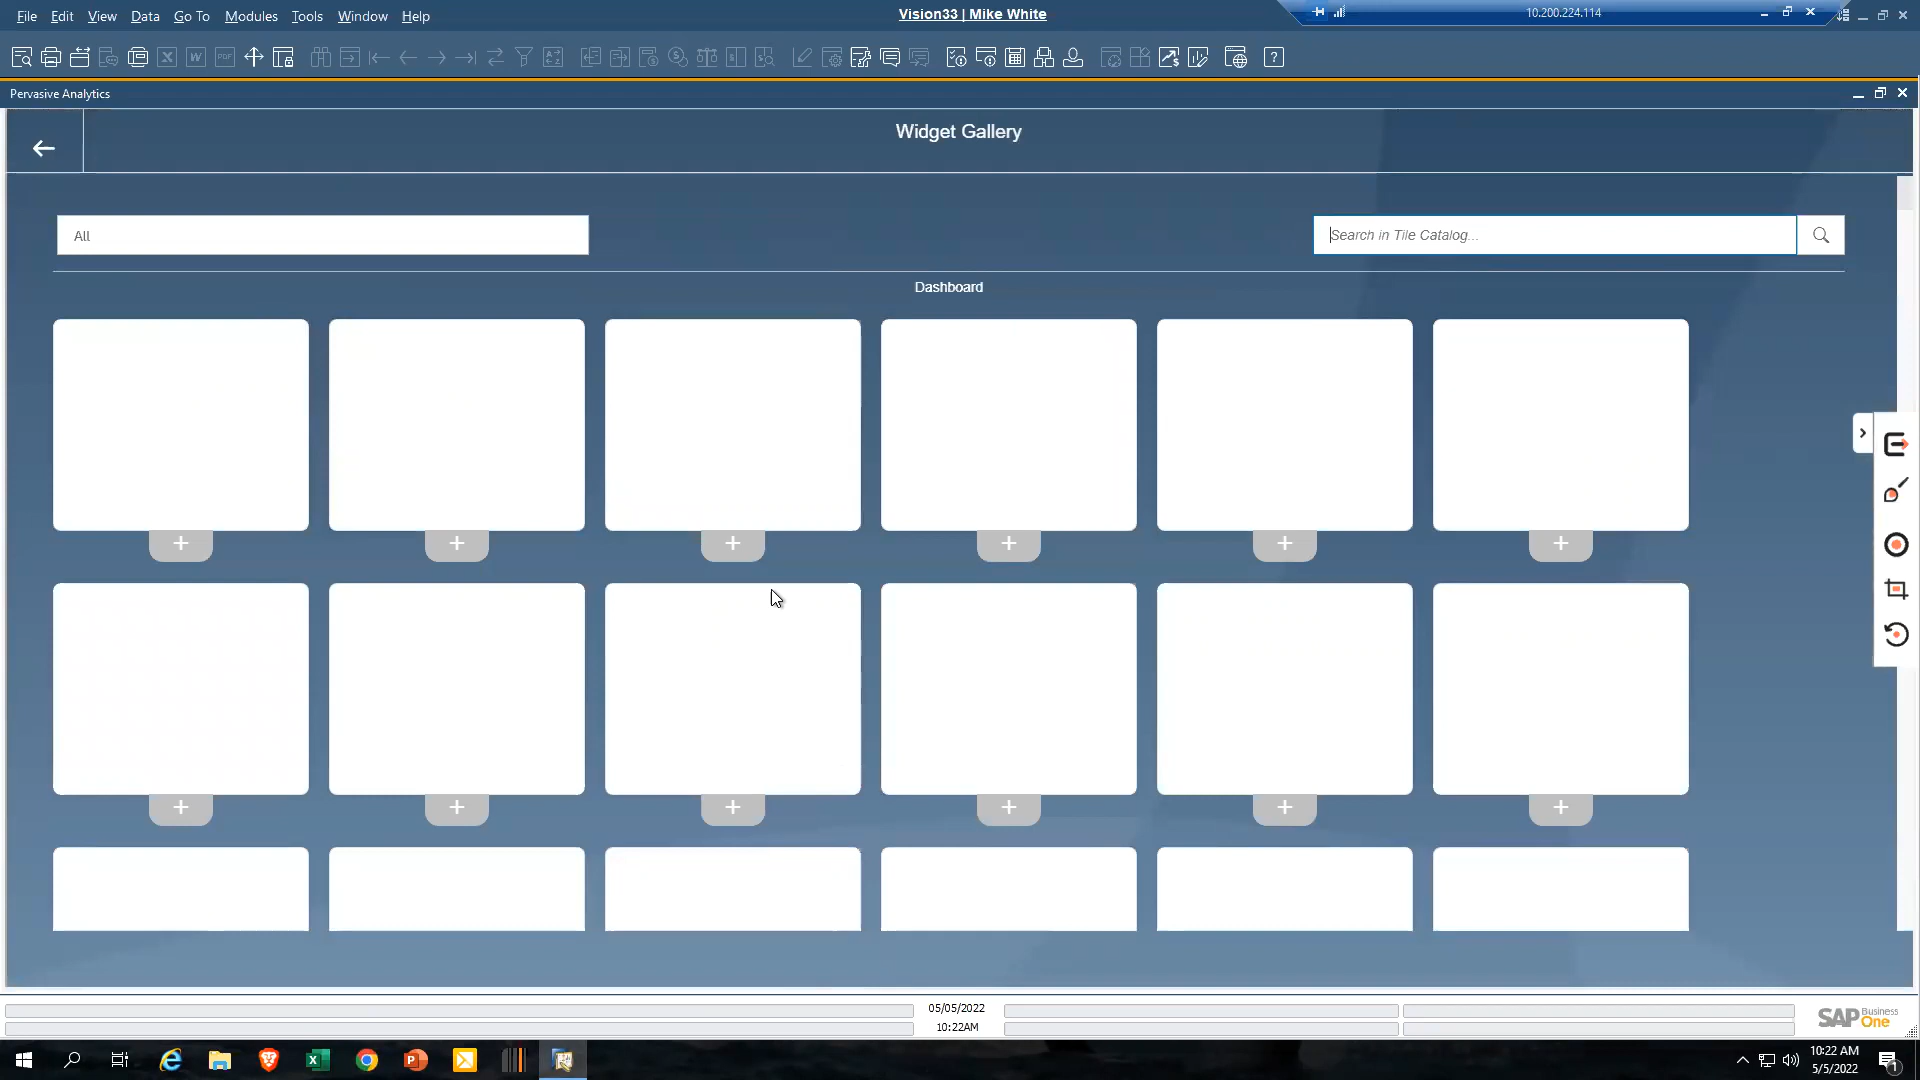 File Edit View Data Go To Modules Tools Window Help
Vision33 | Mike White
10.200.224.114
Pervasive Analytics
Widget Gallery
All
Search in Tile Catalog...
Dashboard
05/05/2022
10:22AM
SAP Business One
10:22 AM
5/5/2022
1